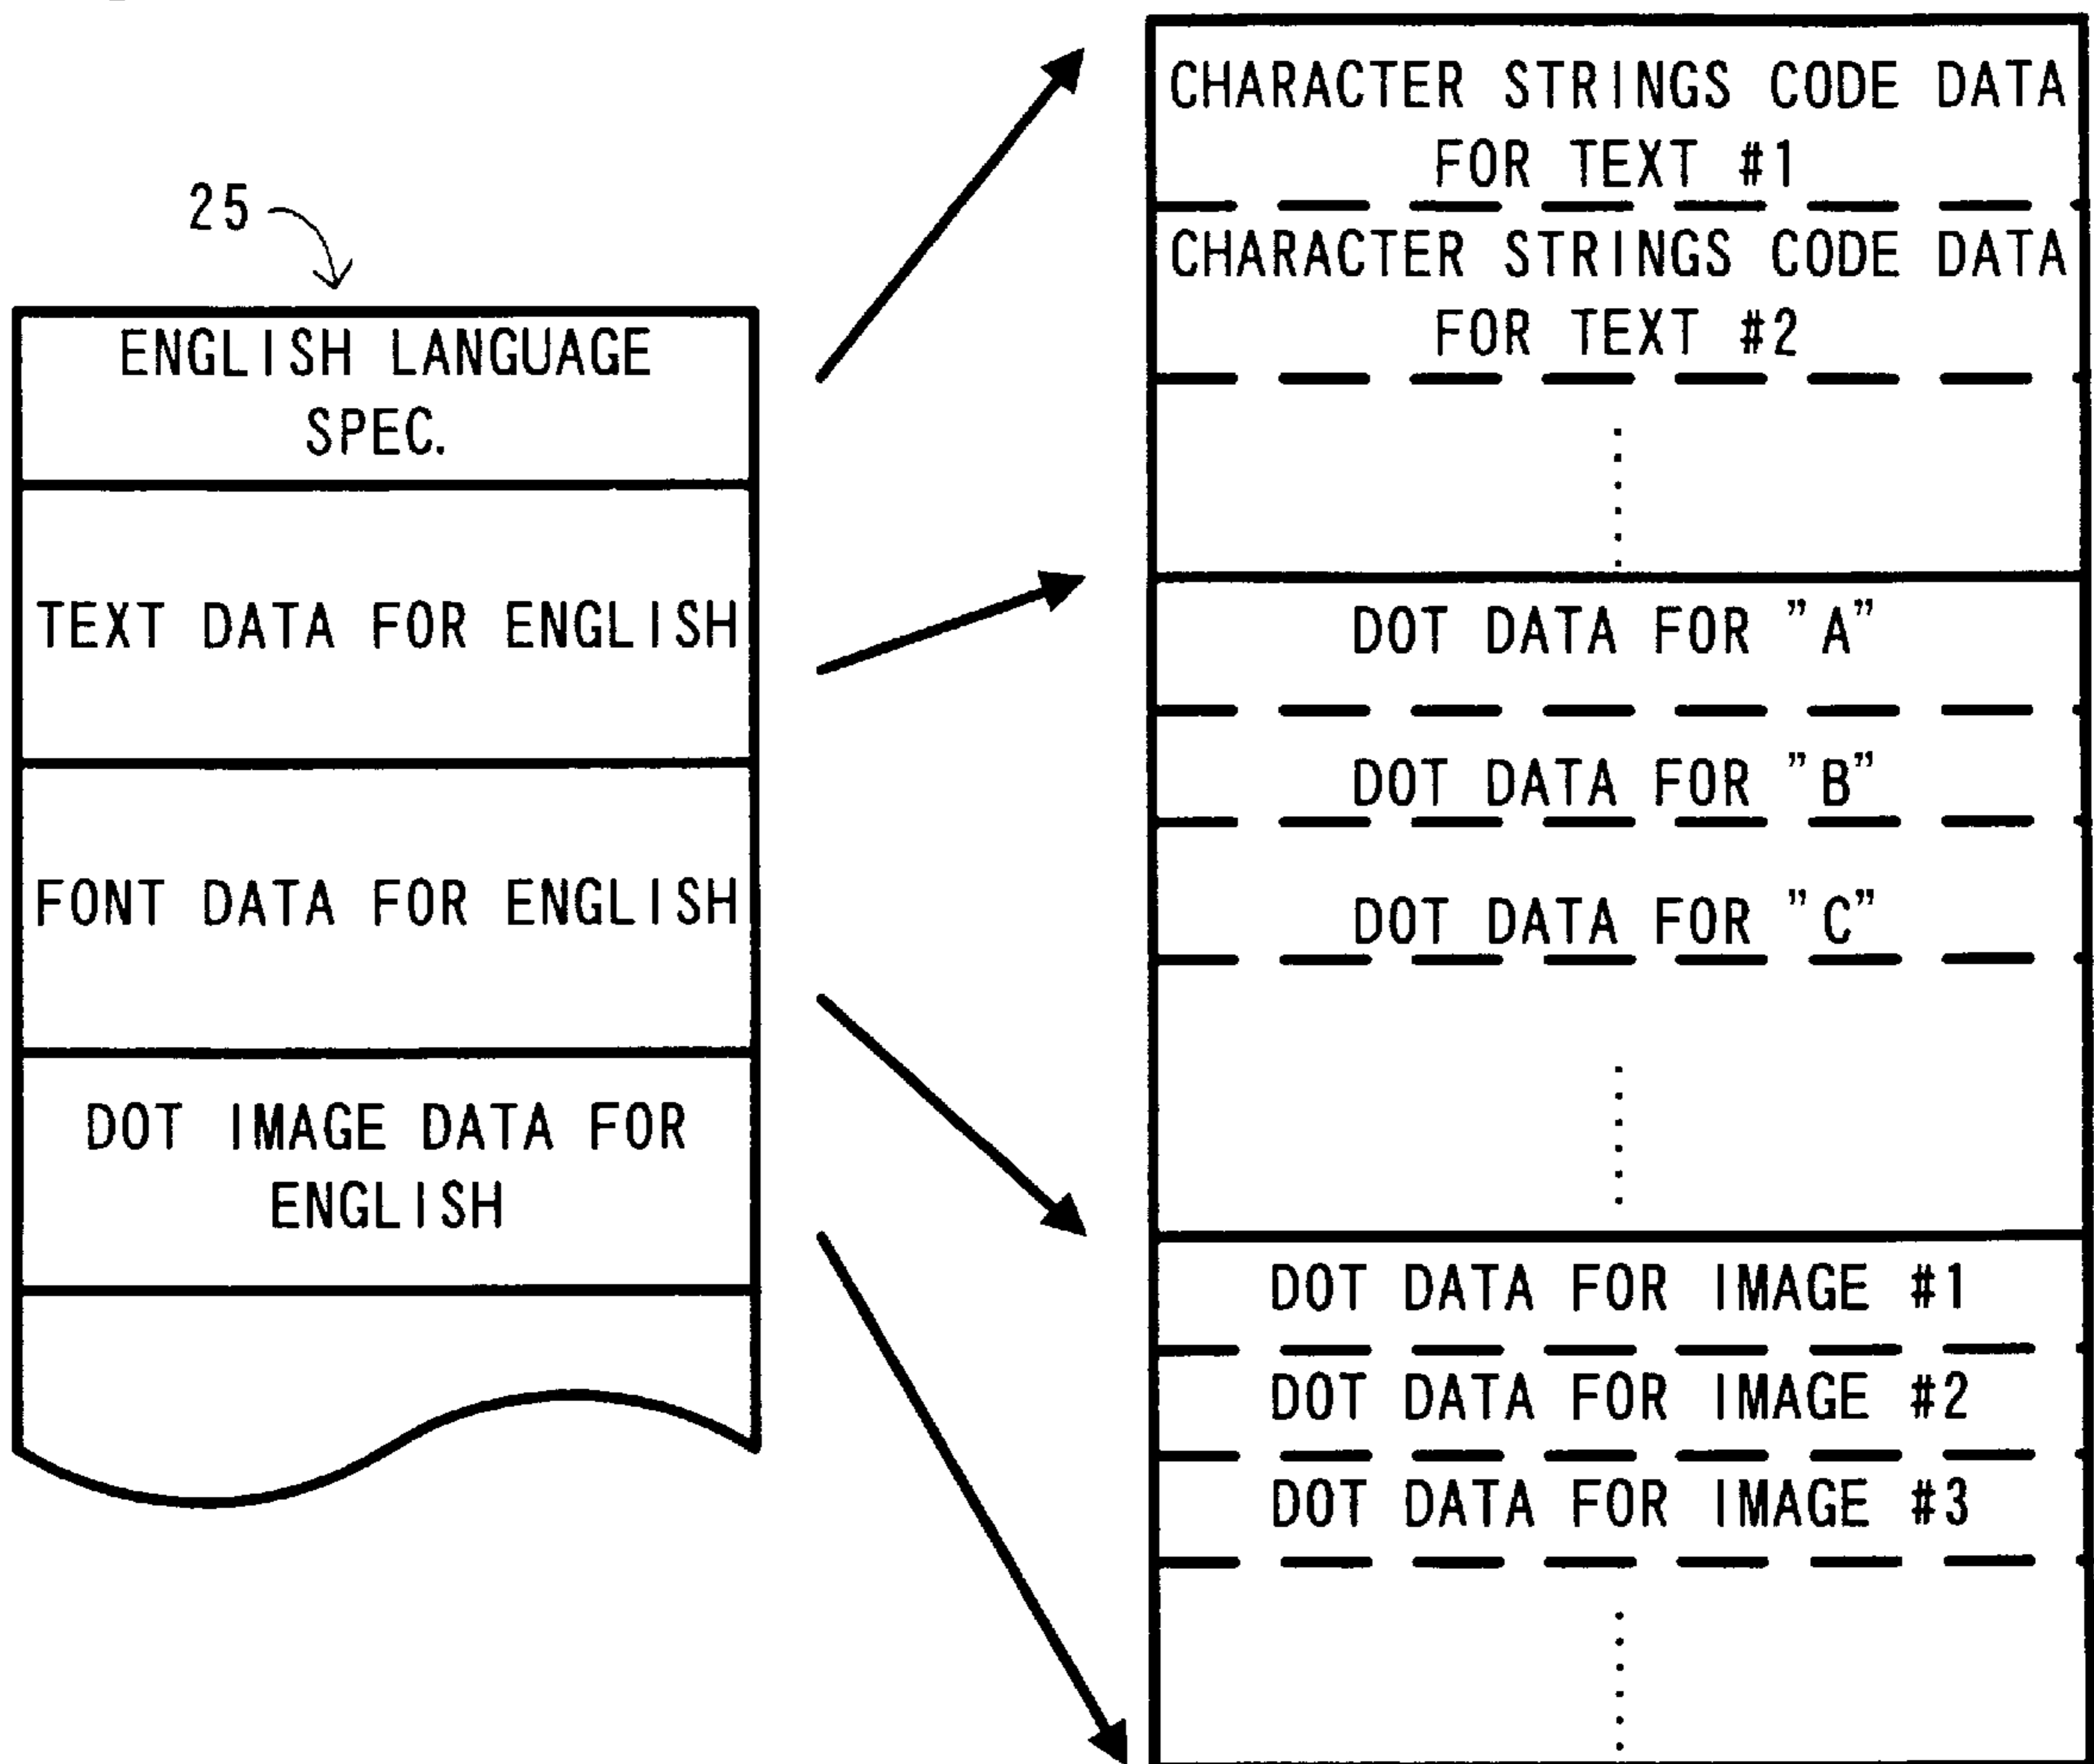 25
ENGLISH LANGUAGE
SPEC.
TEXT DATA FOR ENGLISH
FONT DATA FOR ENGLISH
DOT IMAGE DATA FOR
ENGLISH
CHARACTER STRINGS CODE DATA
FOR TEXT #1
CHARACTER STRINGS CODE DATA
FOR TEXT #2
DOT DATA FOR "A"
DOT DATA FOR "B"
DOT DATA FOR "C"
DOT DATA FOR IMAGE #1
DOT DATA FOR IMAGE #2
DOT DATA FOR IMAGE #3